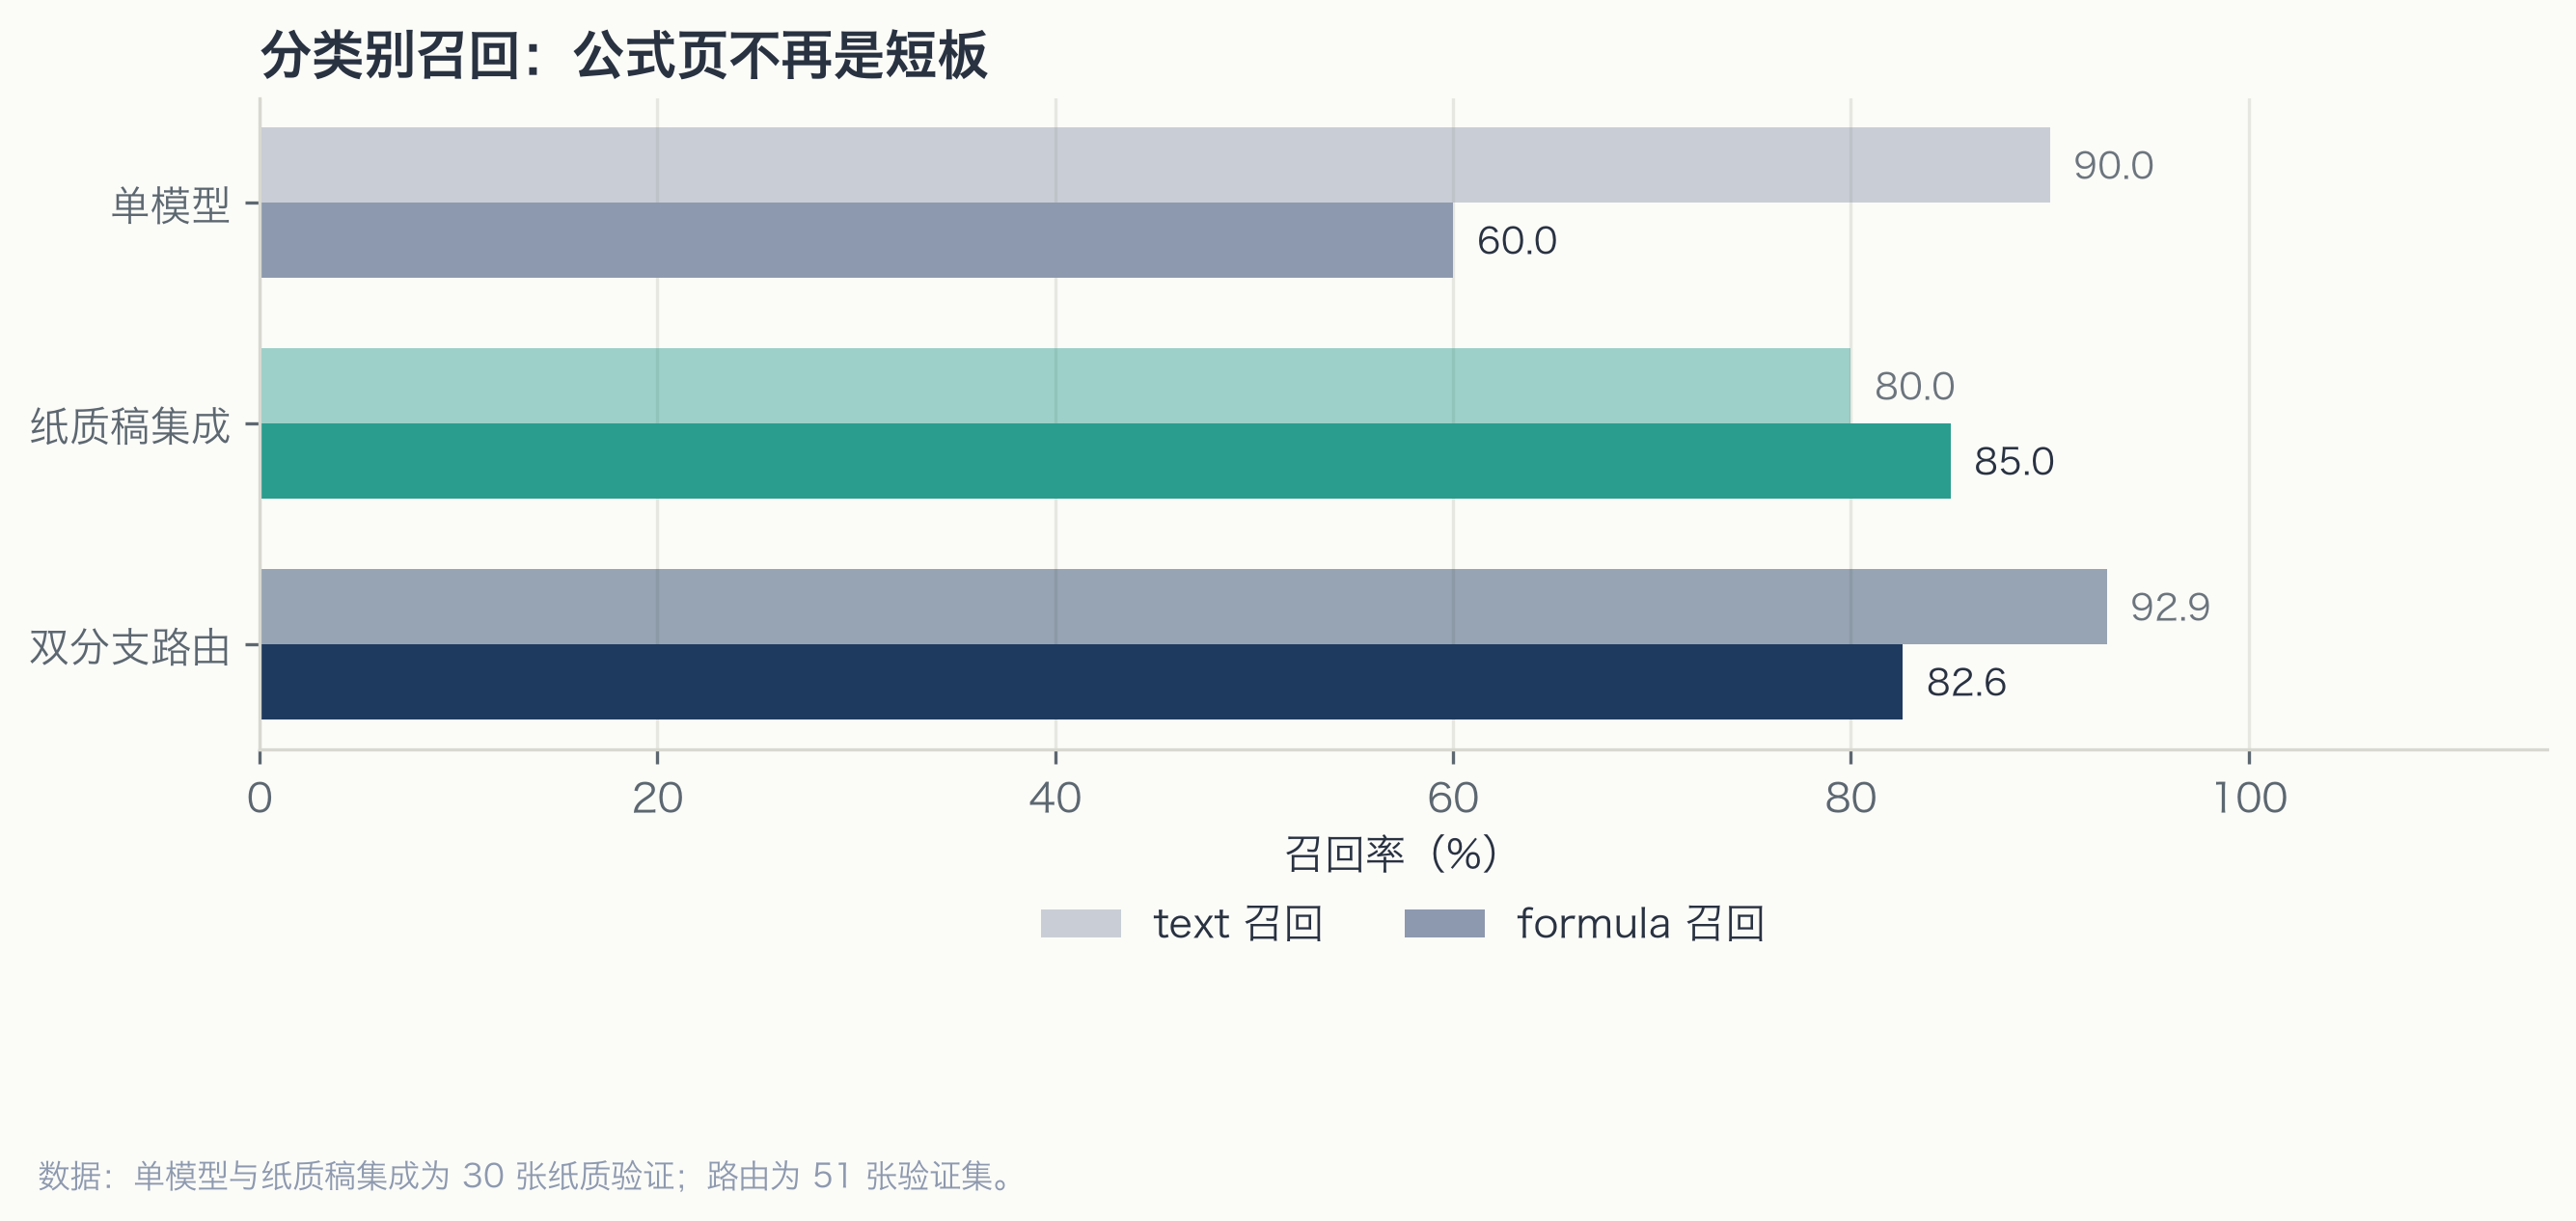 分类别召回：公式页不再是短板
单模型
90.0
60.0
纸质稿集成
80.0
85.0
双分支路由
92.9
82.6
0 20 40 60 80 100
召回率（%）
text 召回 formula 召回
数据：单模型与纸质稿集成为 30 张纸质验证；路由为 51 张验证集。